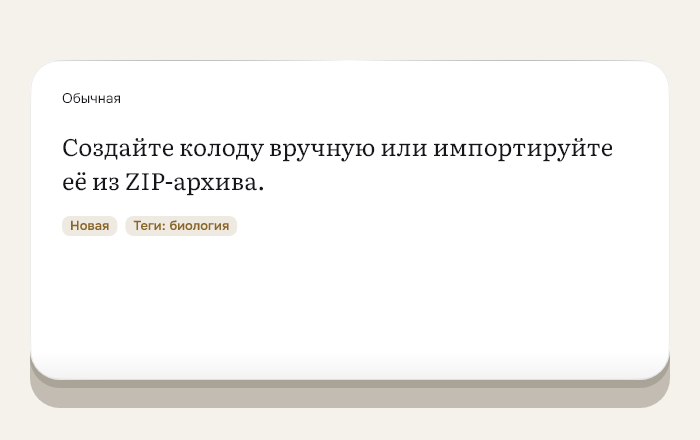 Обычная
Создайте колоду вручную или импортируйте
её из ZIP-архива.
Новая
Теги: биология